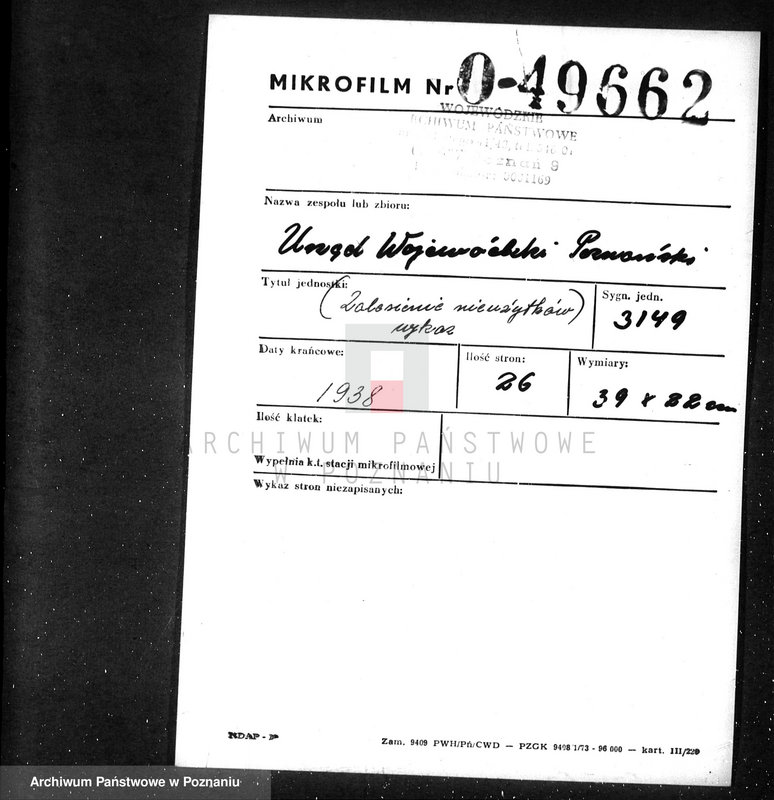 MIKROFILM Nr O-49662
Archiwum
WOJEWÓDZKIE
ARCHIWUM PAŃSTWOWE
Nazwa zespołu lub zbioru:
Urząd Wojewódzki Poznański
Tytuł jednostki:
(Zalesienie nieużytków)
wykaz
Sygn. jedn.
3149
Daty krańcowe:
1938
Ilość stron:
26
Wymiary:
39 x 22 cm
Ilość klatek:
ARCHIWUM PAŃSTWOWE
W POZNANIU
Wypełnia k.t. stacji mikrofilmowej
Wykaz stron niezapisanych:
NDAP - 
Zam. 9409 PWH/Pń/CWD — PZGK 9408/1/73 - 96 000 — kart. III/229
Archiwum Państwowe w Poznaniu